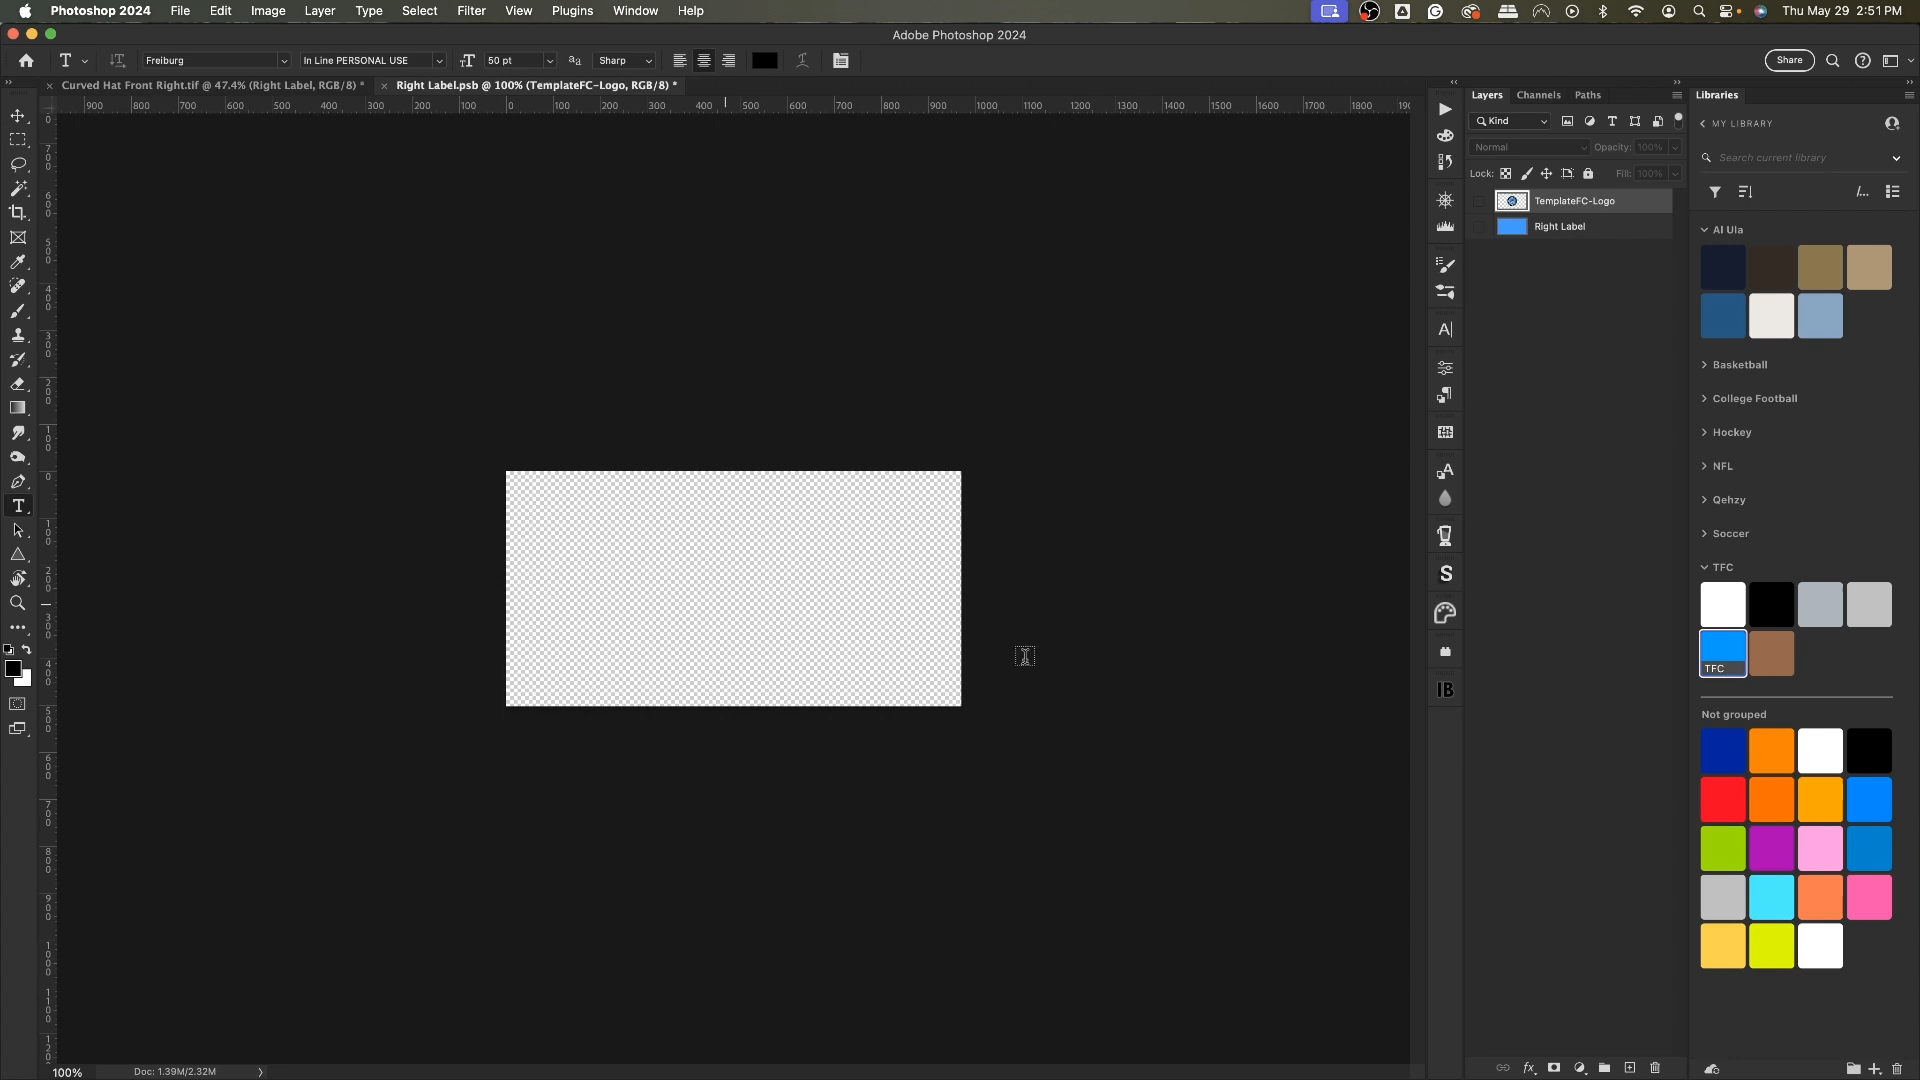 Photoshop 2024 File Edit Image Layer Type Select Filter View Plugins Window Help Thu May 29 2:51 PM
Adobe Photoshop 2024
Freiburg In Line PERSONAL USE 50 pt Sharp Share
Curved Hat Front Right.tif @ 47.4% (Right Label, RGB/8) * Right Label.psb @ 100% (TemplateFC-Logo, RGB/8) *
900 800 700 600 500 400 300 200 100 0 100 200 300 400 500 600 700 800 900 1000 1100 1200 1300 1400 1500 1600 1700 1800
Layers Channels Paths
Kind
Normal Opacity: 100%
Lock: Fill: 100%
TemplateFC-Logo
Right Label
Libraries
MY LIBRARY
Search current library
Al Ula
Basketball
College Football
Hockey
NFL
Qehzy
Soccer
TFC
TFC
Not grouped
100% Doc: 1.39M/2.32M